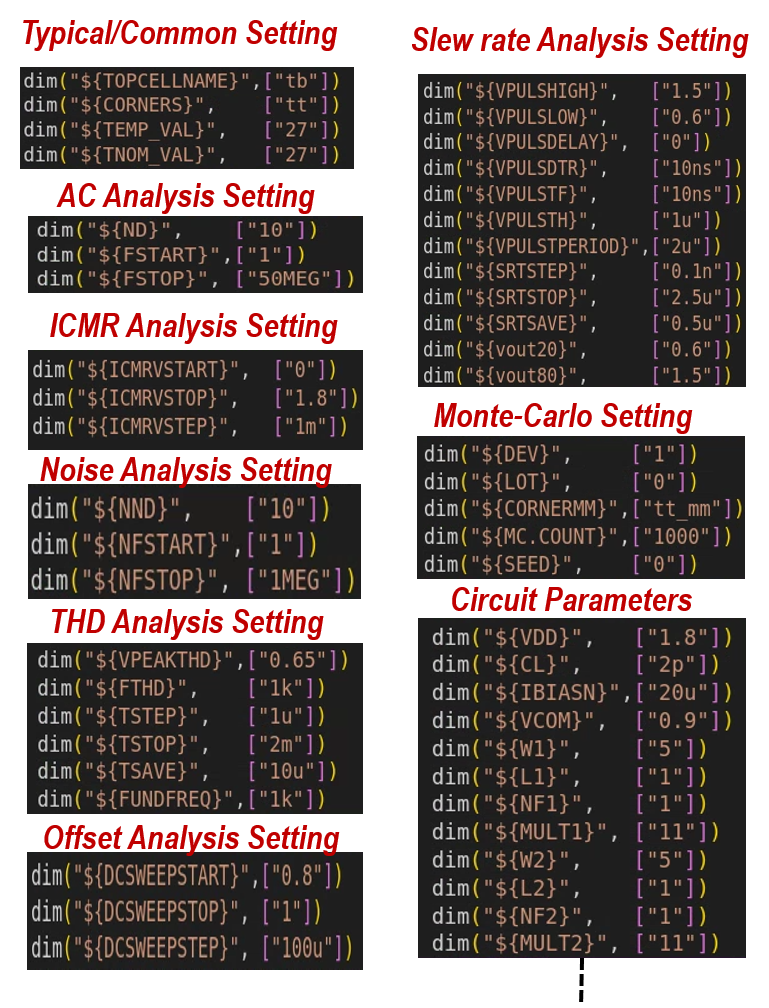 Typical/Common Setting
dim("${TOPCELLNAME}",["tb"])
dim("${CORNERS}", ["tt"])
dim("${TEMP_VAL}", ["27"])
dim("${TNOM_VAL}", ["27"])
AC Analysis Setting
dim("${ND}", ["10"])
dim("${FSTART}",["1"])
dim("${FSTOP}", ["50MEG"])
ICMR Analysis Setting
dim("${ICMRVSTART}", ["0"])
dim("${ICMRVSTOP}", ["1.8"])
dim("${ICMRVSTEP}", ["1m"])
Noise Analysis Setting
dim("${NND}", ["10"])
dim("${NFSTART}",["1"])
dim("${NFSTOP}", ["1MEG"])
THD Analysis Setting
dim("${VPEAKTHD}",["0.65"])
dim("${FTHD}", ["1k"])
dim("${TSTEP}", ["1u"])
dim("${TSTOP}", ["2m"])
dim("${TSAVE}", ["10u"])
dim("${FUNDFREQ}",["1k"])
Offset Analysis Setting
dim("${DCSWEEPSTART}",["0.8"])
dim("${DCSWEEPSTOP}", ["1"])
dim("${DCSWEEPSTEP}", ["100u"])
Slew rate Analysis Setting
dim("${VPULSHIGH}", ["1.5"])
dim("${VPULSLOW}", ["0.6"])
dim("${VPULSDELAY}", ["0"])
dim("${VPULSDTR}", ["10ns"])
dim("${VPULSTF}", ["10ns"])
dim("${VPULSTH}", ["1u"])
dim("${VPULSTPERIOD}",["2u"])
dim("${SRTSTEP}", ["0.1n"])
dim("${SRTSTOP}", ["2.5u"])
dim("${SRTSAVE}", ["0.5u"])
dim("${vout20}", ["0.6"])
dim("${vout80}", ["1.5"])
Monte-Carlo Setting
dim("${DEV}", ["1"])
dim("${LOT}", ["0"])
dim("${CORNERMM}",["tt_mm"])
dim("${MC.COUNT}",["1000"])
dim("${SEED}", ["0"])
Circuit Parameters
dim("${VDD}", ["1.8"])
dim("${CL}", ["2p"])
dim("${IBIASN}",["20u"])
dim("${VCOM}", ["0.9"])
dim("${W1}", ["5"])
dim("${L1}", ["1"])
dim("${NF1}", ["1"])
dim("${MULT1}", ["11"])
dim("${W2}", ["5"])
dim("${L2}", ["1"])
dim("${NF2}", ["1"])
dim("${MULT2}", ["11"])